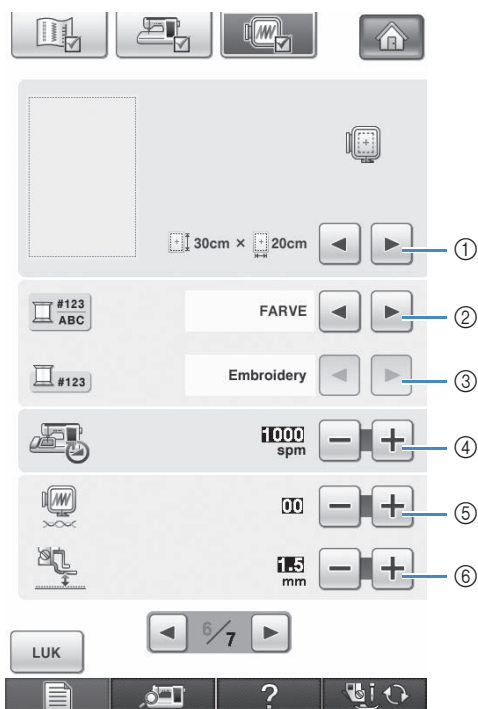 30cm × 20cm
①
#123
ABC
FARVE
②
#123
Embroidery
③
1000
spm
④
00
⑤
1.5
mm
⑥
6/7
LUK
?